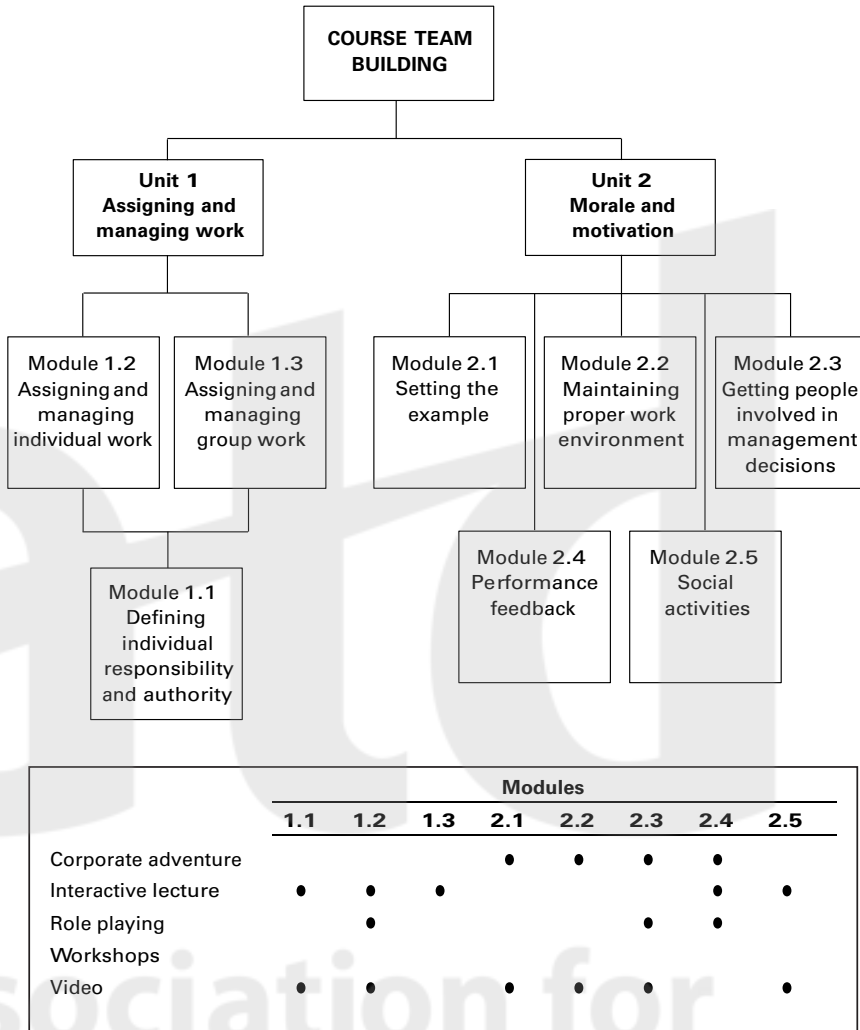 COURSE TEAM
BUILDING
Unit 1
Assigning and
managing work
Unit 2
Morale and
motivation
Module 1.2
Assigning and
managing
individual work
Module 1.3
Assigning and
managing
group work
Module 2.1
Setting the
example
Module 2.2
Maintaining
proper work
environment
Module 2.3
Getting people
involved in
management
decisions
Module 2.4
Performance
feedback
Module 2.5
Social
activities
Module 1.1
Defining
individual
responsibility
and authority
Modules
1.1 1.2 1.3 2.1 2.2 2.3 2.4 2.5
Corporate adventure • • • •
Interactive lecture • • • • •
Role playing • • •
Workshops
Video • • • • • •
atd
sociation for